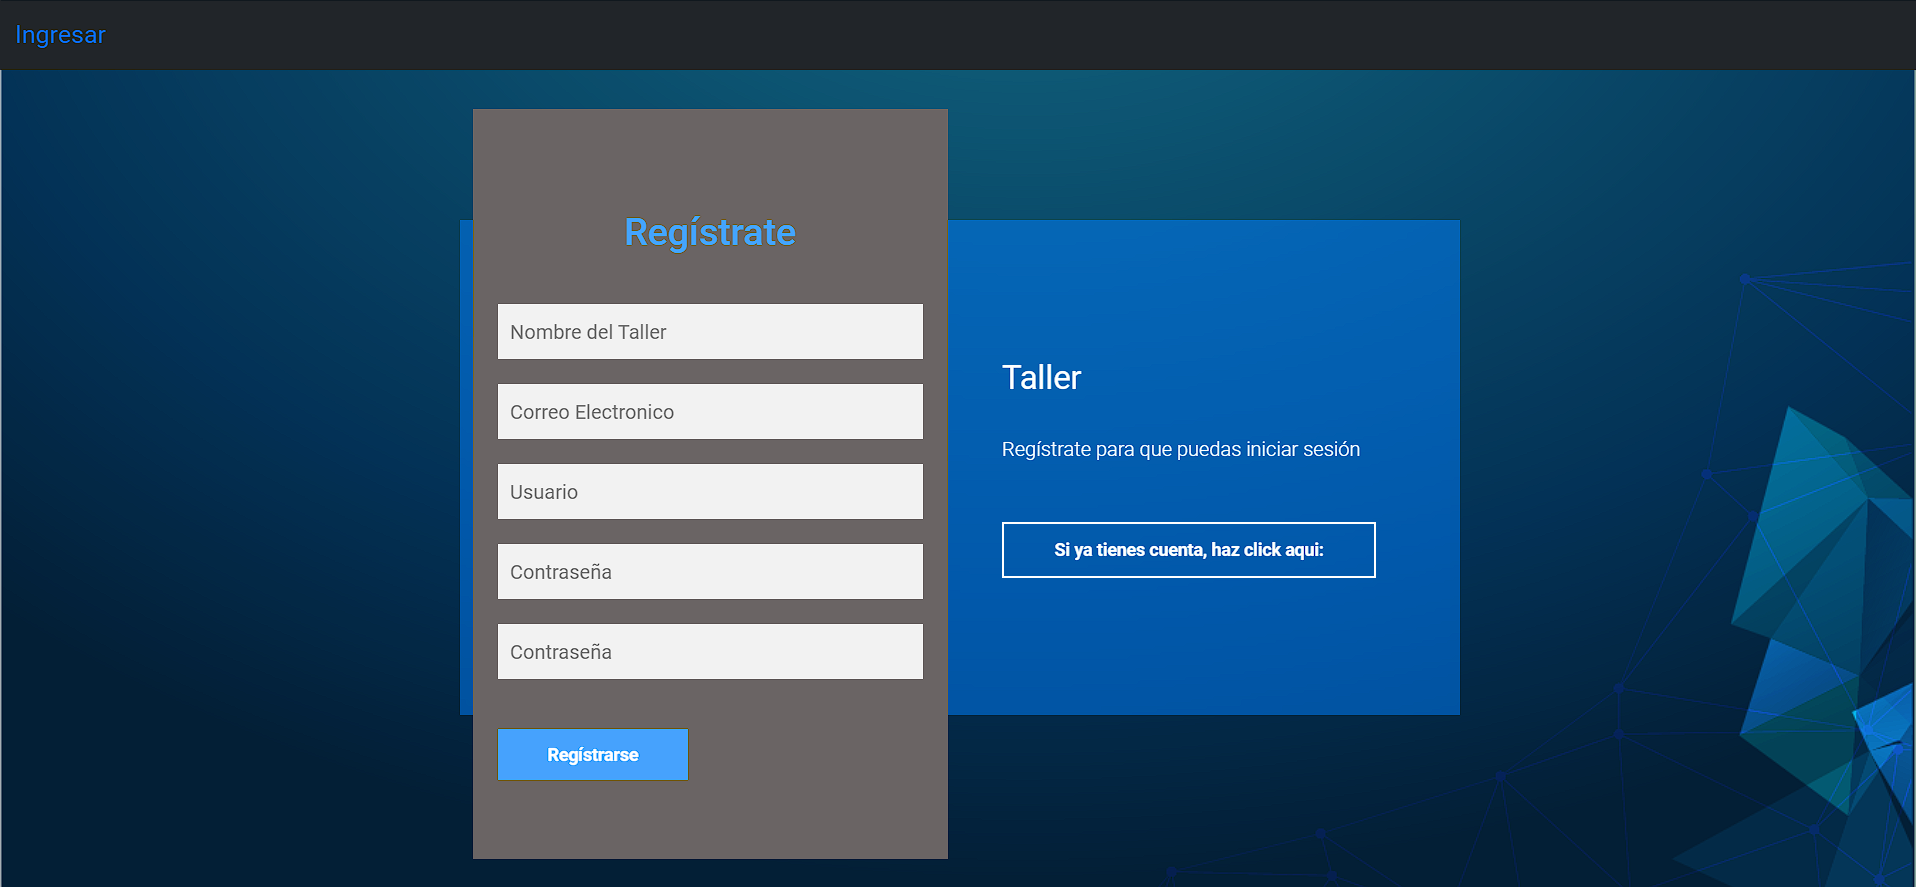 Ingresar
Regístrate
Nombre del Taller
Correo Electronico
Usuario
Contraseña
Contraseña
Regístrarse
Taller
Regístrate para que puedas iniciar sesión
Si ya tienes cuenta, haz click aqui: